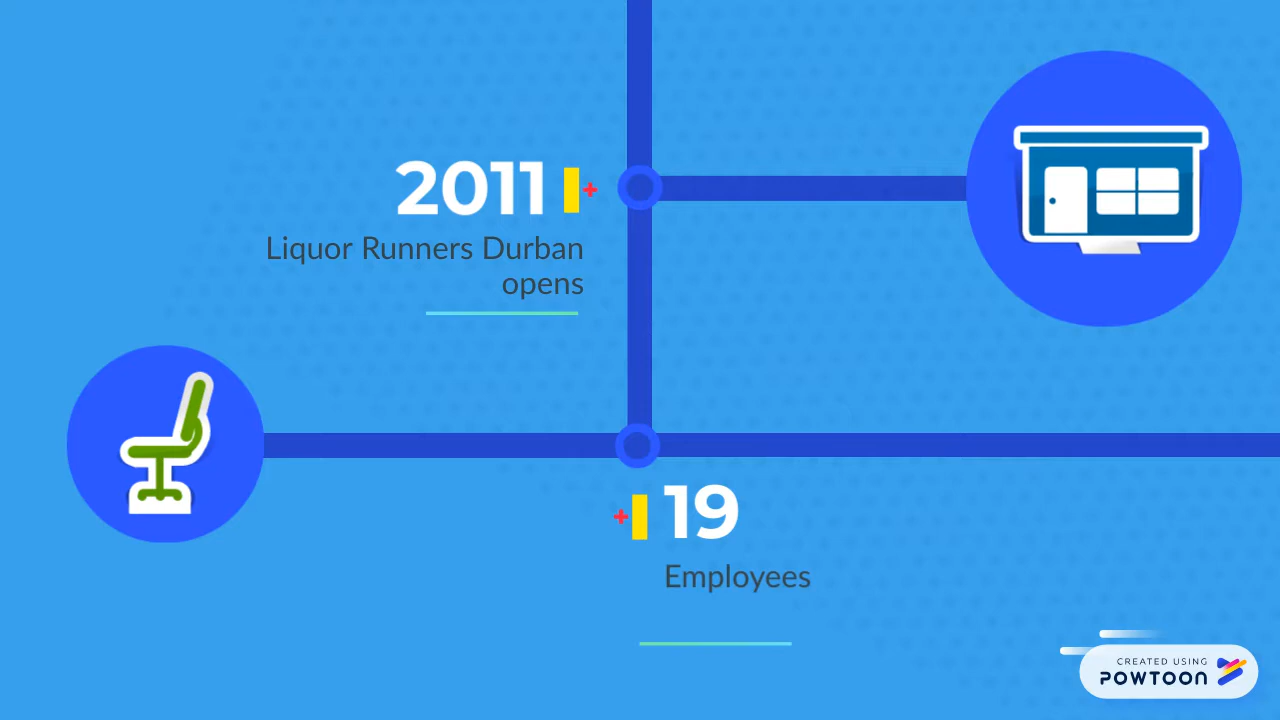 2011
Liquor Runners Durban
opens
19
Employees
CREATED USING
POWTOON